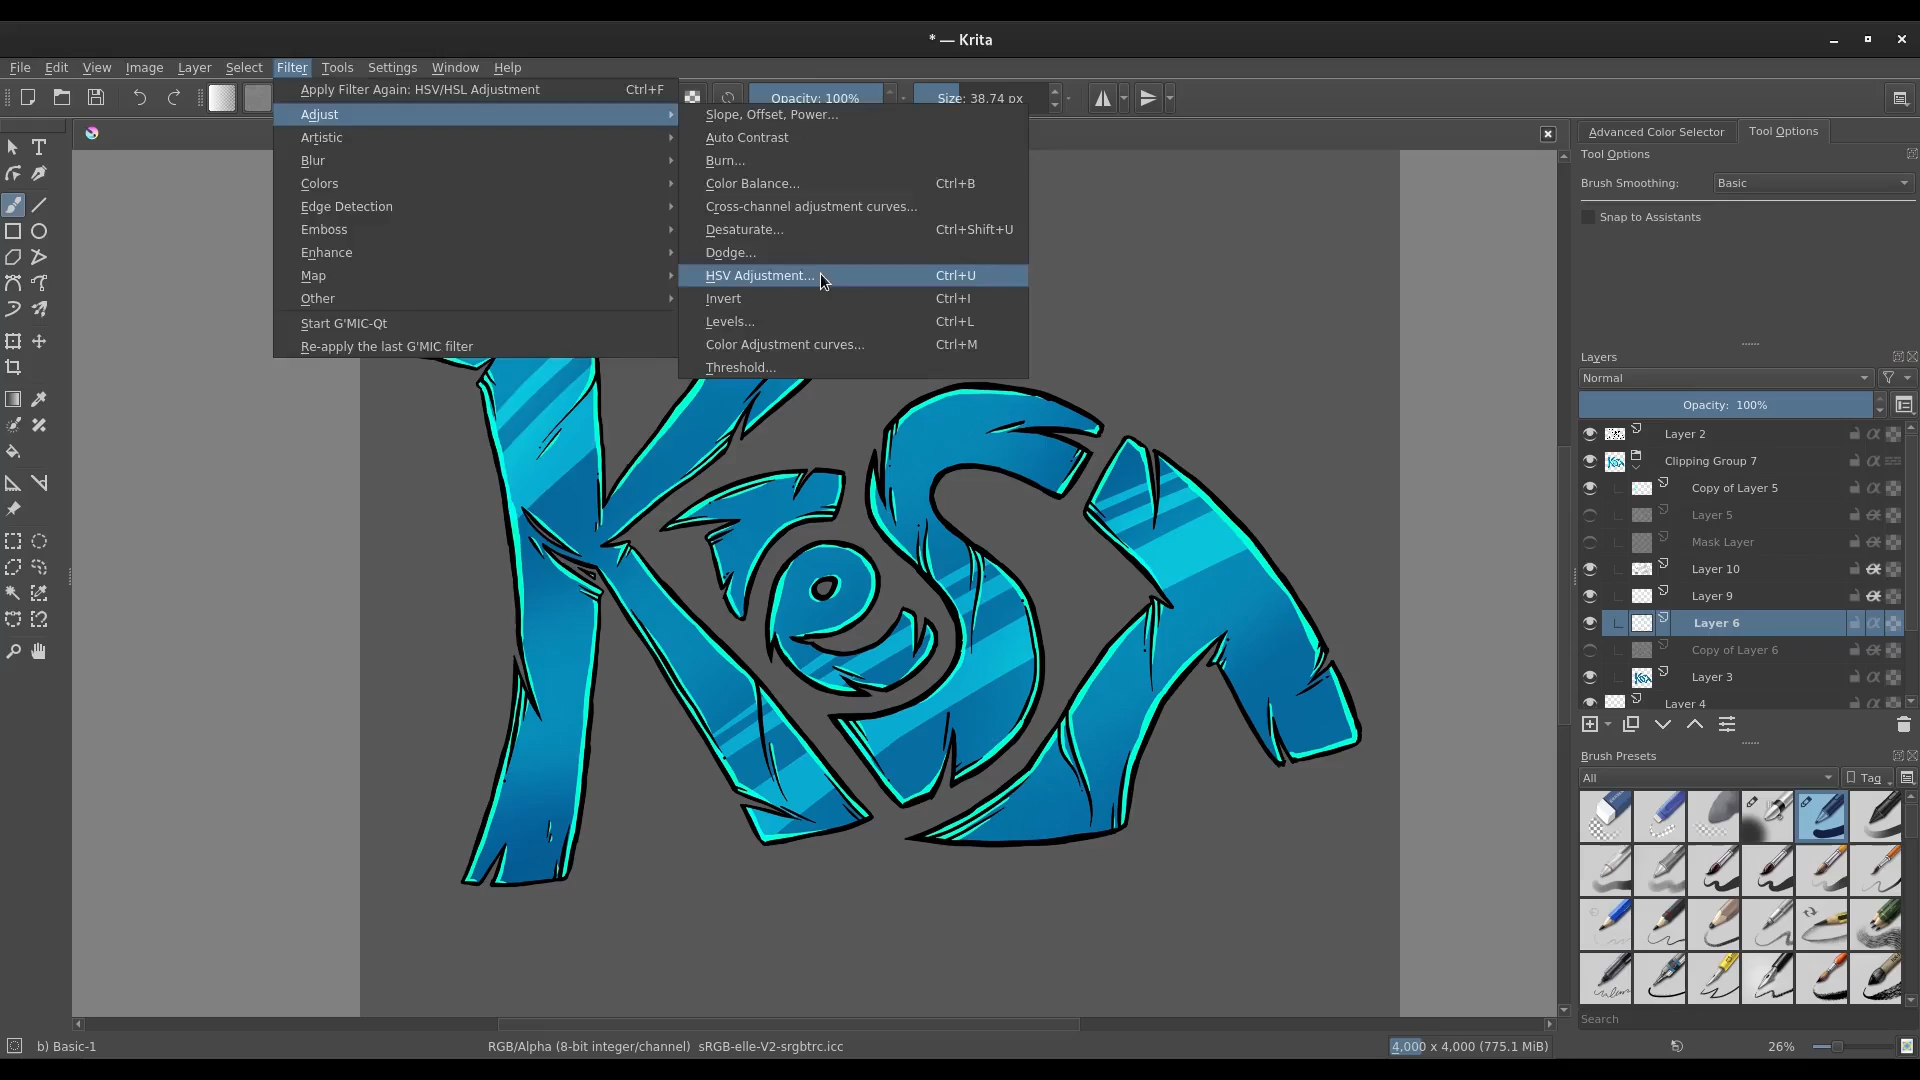 * — Krita
File Edit View Image Layer Select Filter Tools Settings Window Help
Apply Filter Again: HSV/HSL Adjustment Ctrl+F
Opacity: 100% Size: 38.74 px
Adjust
Artistic
Blur
Colors
Edge Detection
Emboss
Enhance
Map
Other
Start G'MIC-Qt
Re-apply the last G'MIC filter
Slope, Offset, Power...
Auto Contrast
Burn...
Color Balance... Ctrl+B
Cross-channel adjustment curves...
Desaturate... Ctrl+Shift+U
Dodge...
HSV Adjustment... Ctrl+U
Invert Ctrl+I
Levels... Ctrl+L
Color Adjustment curves... Ctrl+M
Threshold...
Advanced Color Selector Tool Options
Tool Options
Brush Smoothing: Basic
Snap to Assistants
Layers
Normal
Opacity: 100%
Layer 2
Clipping Group 7
Copy of Layer 5
Layer 5
Mask Layer
Layer 10
Layer 9
Layer 6
Copy of Layer 6
Layer 3
Layer 4
Brush Presets
All Tag
Search
b) Basic-1
RGB/Alpha (8-bit integer/channel) sRGB-elle-V2-srgbtrc.icc
4,000 x 4,000 (775.1 MiB)
26%